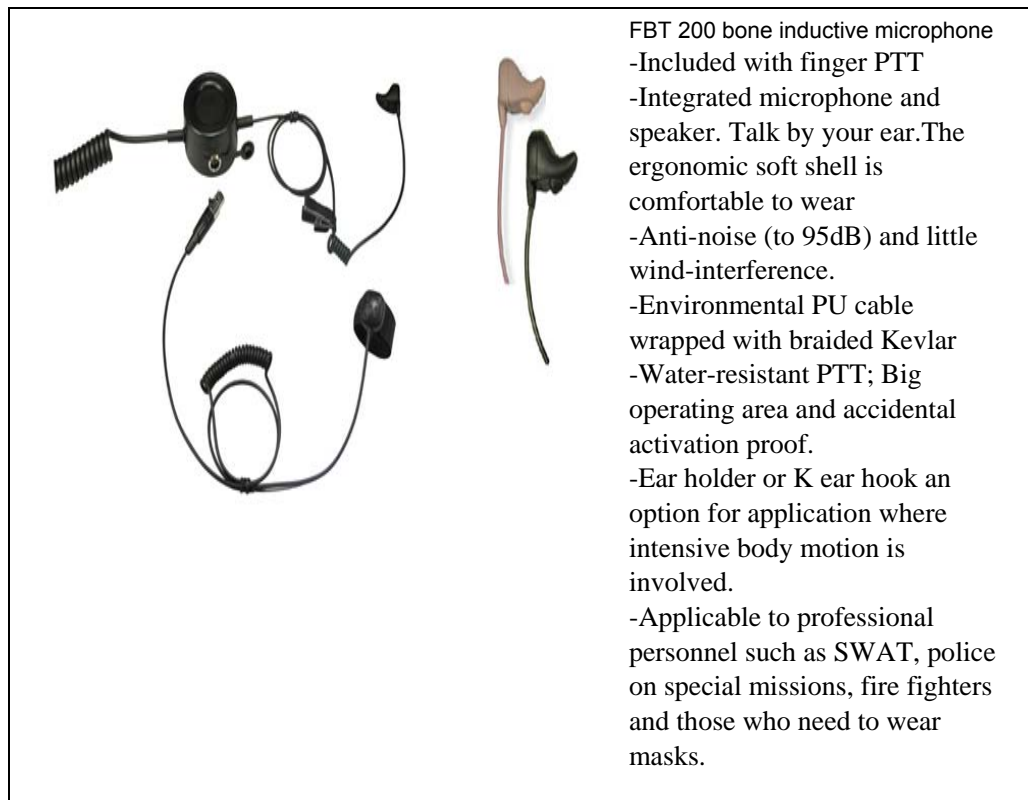 FBT 200 bone inductive microphone
-Included with finger PTT
-Integrated microphone and
speaker. Talk by your ear.The
ergonomic soft shell is
comfortable to wear
-Anti-noise (to 95dB) and little
wind-interference.
-Environmental PU cable
wrapped with braided Kevlar
-Water-resistant PTT; Big
operating area and accidental
activation proof.
-Ear holder or K ear hook an
option for application where
intensive body motion is
involved.
-Applicable to professional
personnel such as SWAT, police
on special missions, fire fighters
and those who need to wear
masks.